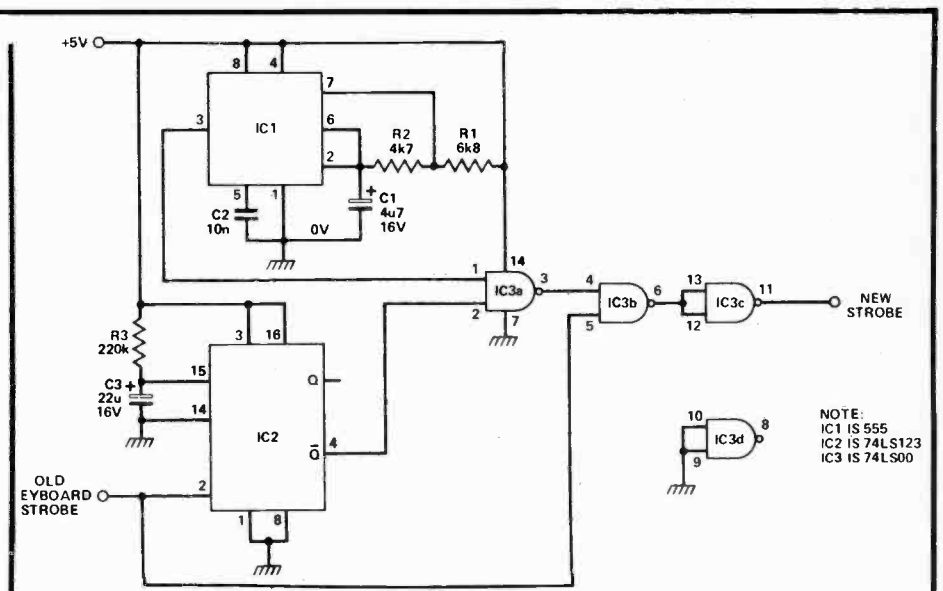 +5V
8 4
7
3
IC1
6
2
R2
4k7
R1
6k8
5
1
C2
10n
0V
+
C1
4u7
16V
1
14
IC3a
3
2
7
4
IC3b
6
5
13
IC3c
11
12
NEW
STROBE
R3
220k
3
16
C3
22u
16V
+
15
14
Q
IC2
Q̅
4
10
IC3d
8
9
NOTE:
IC1 IS 555
IC2 IS 74LS123
IC3 IS 74LS00
OLD
EYBOARD
STROBE
2
1
8